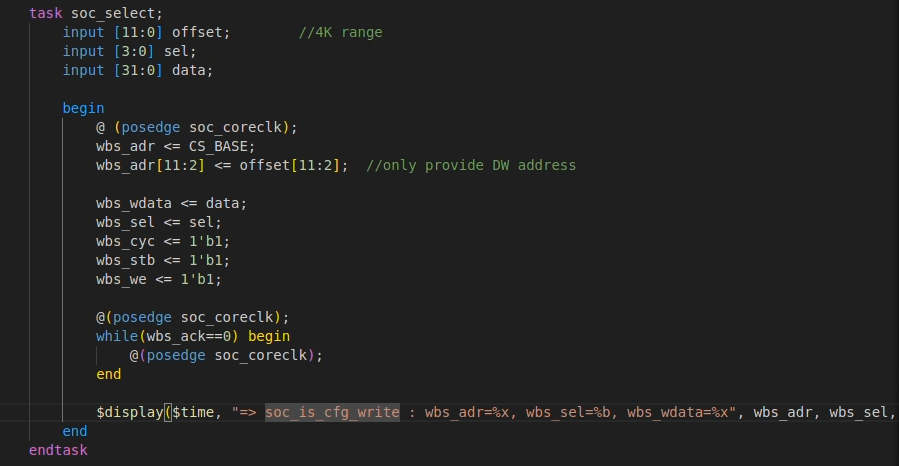 task soc_select;
input [11:0] offset; //4K range
input [3:0] sel;
input [31:0] data;
begin
@ (posedge soc_coreclk);
wbs_adr <= CS_BASE;
wbs_adr[11:2] <= offset[11:2]; //only provide DW address
wbs_wdata <= data;
wbs_sel <= sel;
wbs_cyc <= 1'b1;
wbs_stb <= 1'b1;
wbs_we <= 1'b1;
@(posedge soc_coreclk);
while(wbs_ack==0) begin
@(posedge soc_coreclk);
end
$display($time, "=> soc_is_cfg_write : wbs_adr=%x, wbs_sel=%b, wbs_wdata=%x", wbs_adr, wbs_sel,
end
endtask